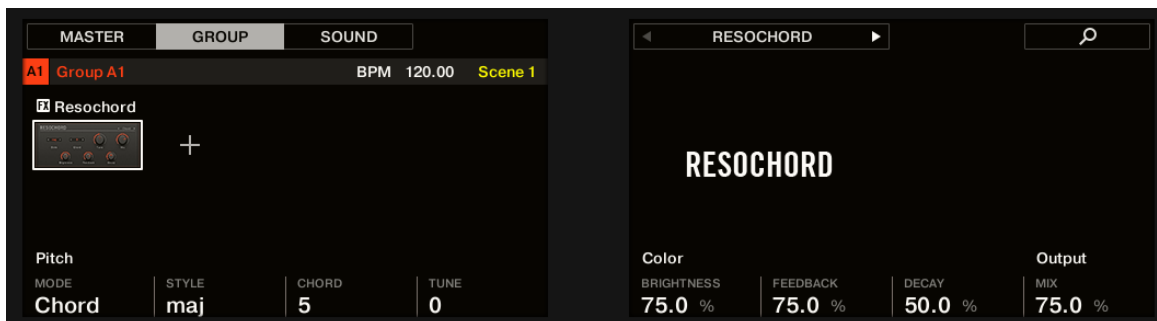 MASTER GROUP SOUND
A1 Group A1 BPM 120.00 Scene 1
FX Resochord
Pitch
MODE STYLE CHORD TUNE
Chord maj 5 0
RESOCHORD
RESOCHORD
Color Output
BRIGHTNESS FEEDBACK DECAY MIX
75.0 % 75.0 % 50.0 % 75.0 %